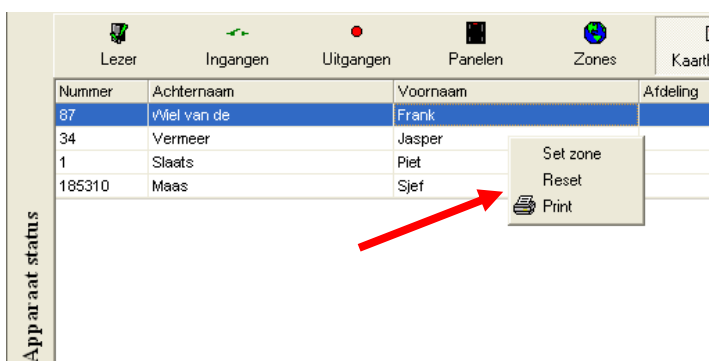 Lezer Ingangen Uitgangen Panelen Zones
Nummer Achternaam Voornaam Afdeling
87 Wiel van de Frank
34 Vermeer Jasper
1 Slaats Piet
185310 Maas Sjef
Set zone
Reset
Print
Apparaat status